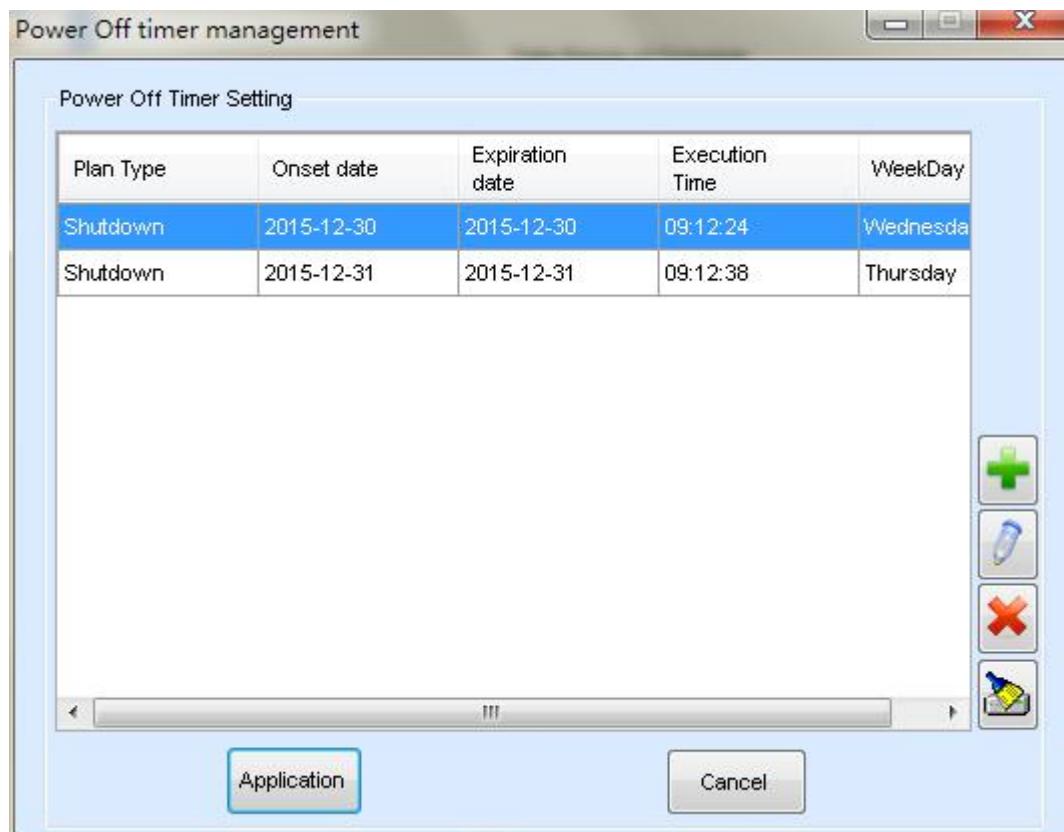 Power Off timer management
Power Off Timer Setting
Plan Type Onset date Expiration date Execution Time WeekDay
Shutdown 2015-12-30 2015-12-30 09:12:24 Wednesda
Shutdown 2015-12-31 2015-12-31 09:12:38 Thursday
Application Cancel